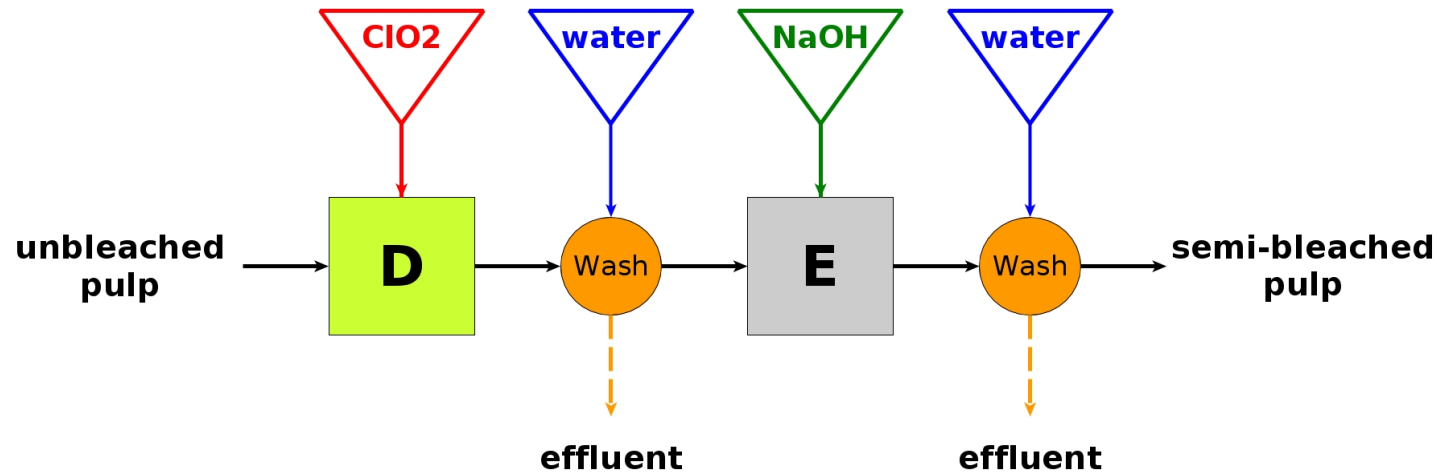 ClO2
water
NaOH
water
unbleached
pulp
D
Wash
E
Wash
semi-bleached
pulp
effluent
effluent